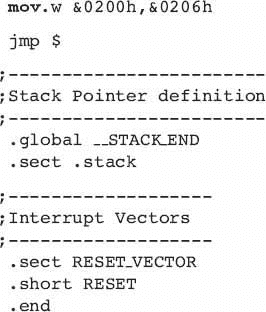 mov.w &0200h,&0206h
jmp $
;-------------------------
;Stack Pointer definition
;-------------------------
.global __STACK_END
.sect .stack
;--------------------
;Interrupt Vectors
;--------------------
.sect RESET_VECTOR
.short RESET
.end